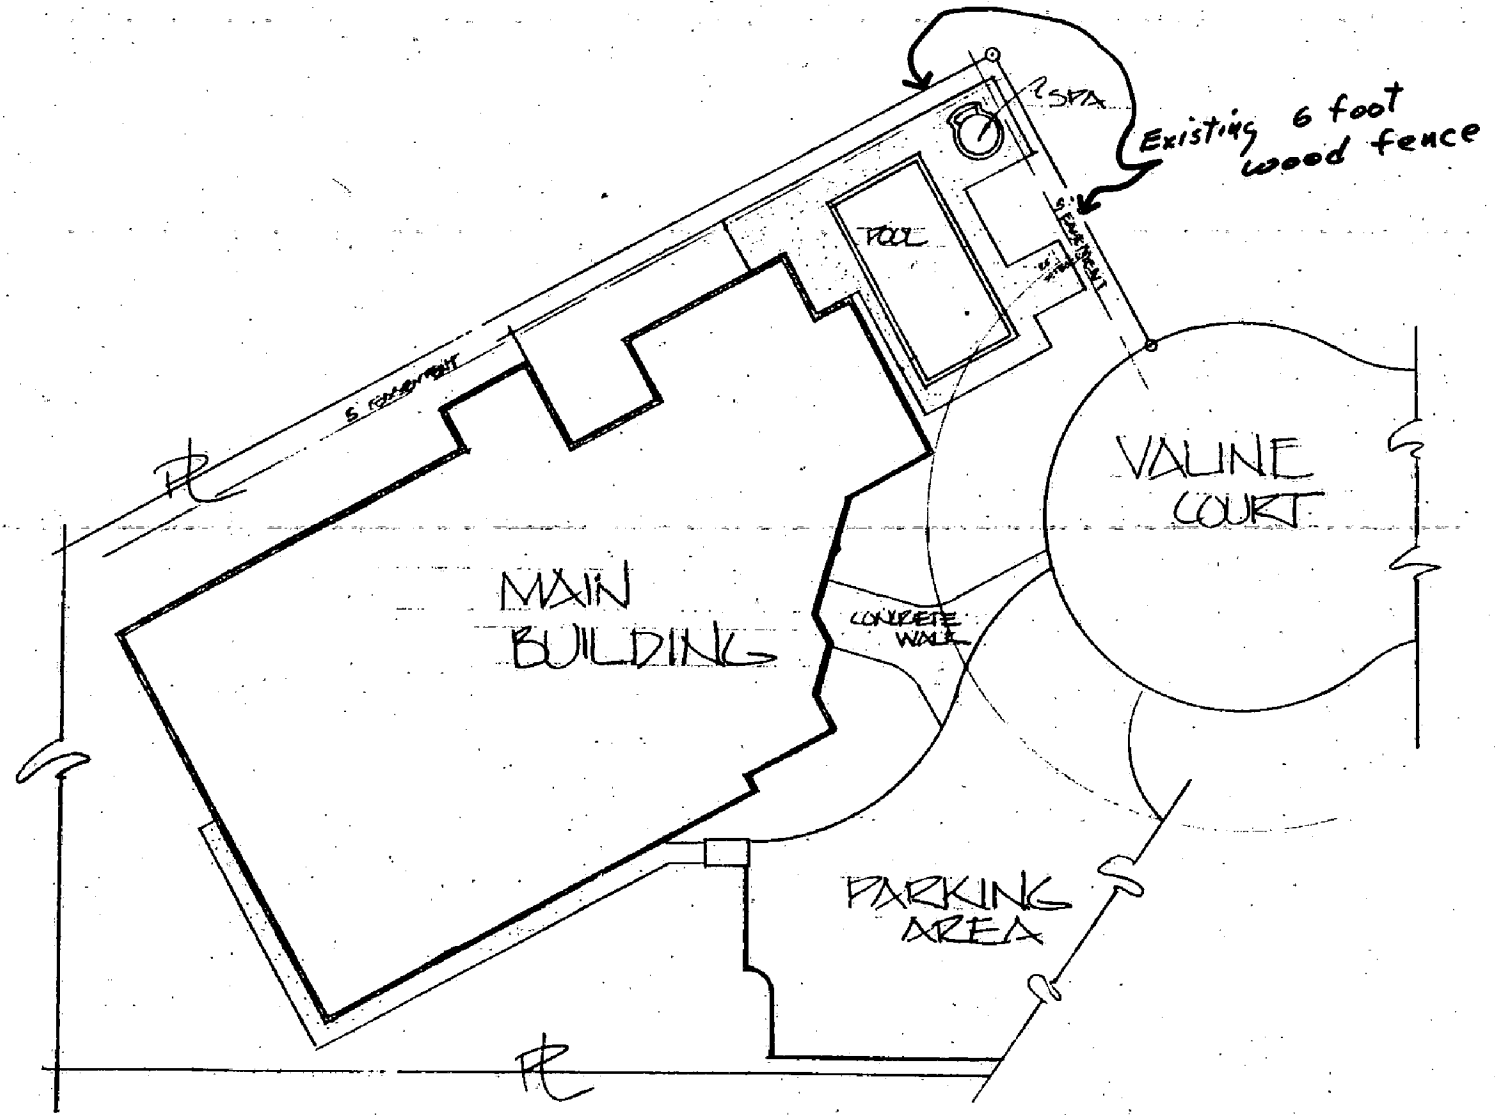 SPA
Existing 6 foot
wood fence
POOL
5' EASEMENT
5' EASEMENT
PL
VALINE
COURT
MAIN
BUILDING
CONCRETE
WALK
PARKING
AREA
PL